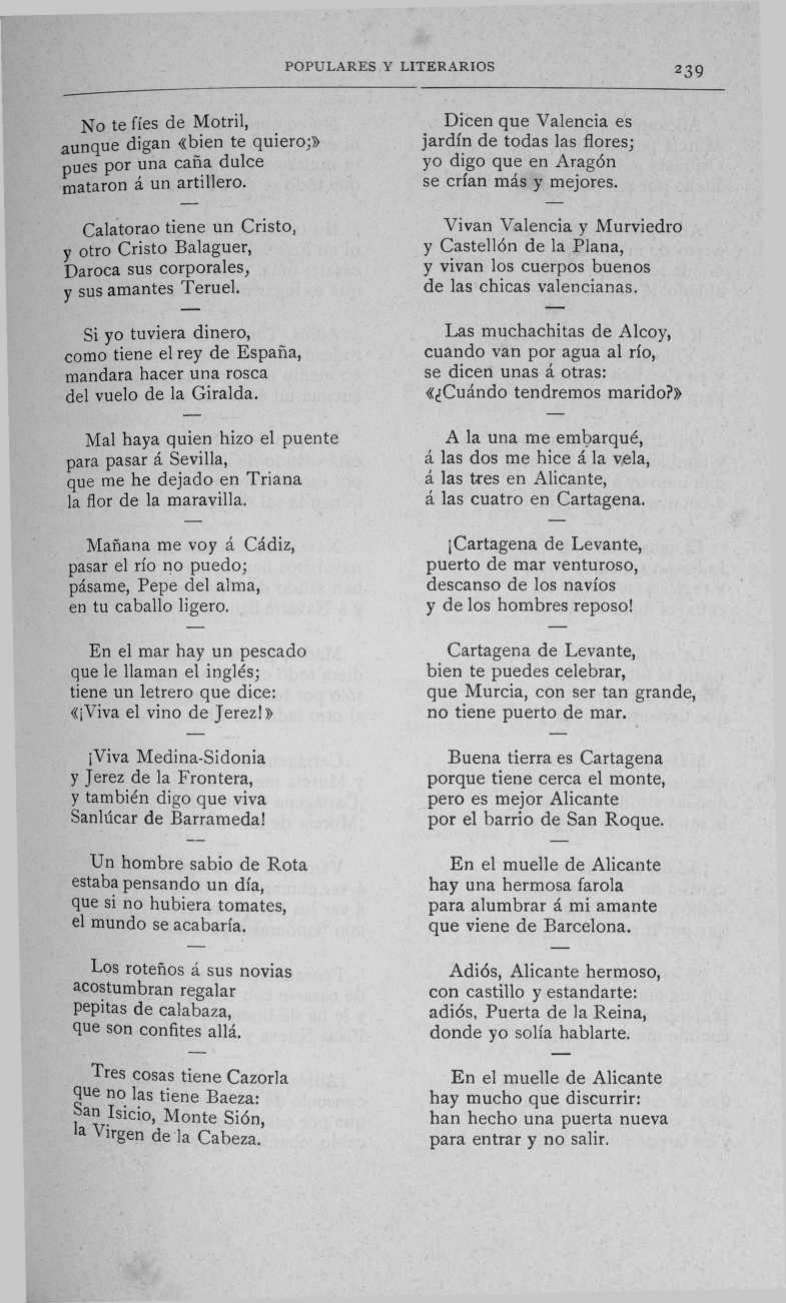 POPULARES Y LITERARIOS 239
No te fíes de Motril,
aunque digan «bien te quiero;»
pues por una caña dulce
mataron á un artillero.
—
Calatorao tiene un Cristo,
y otro Cristo Balaguer,
Daroca sus corporales,
y sus amantes Teruel.
—
Si yo tuviera dinero,
como tiene el rey de España,
mandara hacer una rosca
del vuelo de la Giralda.
—
Mal haya quien hizo el puente
para pasar á Sevilla,
que me he dejado en Triana
la flor de la maravilla.
—
Mañana me voy á Cádiz,
pasar el río no puedo;
pásame, Pepe del alma,
en tu caballo ligero.
—
En el mar hay un pescado
que le llaman el inglés;
tiene un letrero que dice:
«¡Viva el vino de Jerez!»
—
¡Viva Medina-Sidonia
y Jerez de la Frontera,
y también digo que viva
Sanlúcar de Barrameda!
—
Un hombre sabio de Rota
estaba pensando un día,
que si no hubiera tomates,
el mundo se acabaría.
—
Los roteños á sus novias
acostumbran regalar
pepitas de calabaza,
que son confites allá.
—
Tres cosas tiene Cazorla
que no las tiene Baeza:
San Isicio, Monte Sión,
la Virgen de la Cabeza.
Dicen que Valencia es
jardín de todas las flores;
yo digo que en Aragón
se crían más y mejores.
—
Vivan Valencia y Murviedro
y Castellón de la Plana,
y vivan los cuerpos buenos
de las chicas valencianas.
—
Las muchachitas de Alcoy,
cuando van por agua al río,
se dicen unas á otras:
«¿Cuándo tendremos marido?»
—
A la una me embarqué,
á las dos me hice á la vela,
á las tres en Alicante,
á las cuatro en Cartagena.
—
¡Cartagena de Levante,
puerto de mar venturoso,
descanso de los navíos
y de los hombres reposo!
—
Cartagena de Levante,
bien te puedes celebrar,
que Murcia, con ser tan grande,
no tiene puerto de mar.
—
Buena tierra es Cartagena
porque tiene cerca el monte,
pero es mejor Alicante
por el barrio de San Roque.
—
En el muelle de Alicante
hay una hermosa farola
para alumbrar á mi amante
que viene de Barcelona.
—
Adiós, Alicante hermoso,
con castillo y estandarte:
adiós, Puerta de la Reina,
donde yo solía hablarte.
—
En el muelle de Alicante
hay mucho que discurrir:
han hecho una puerta nueva
para entrar y no salir.